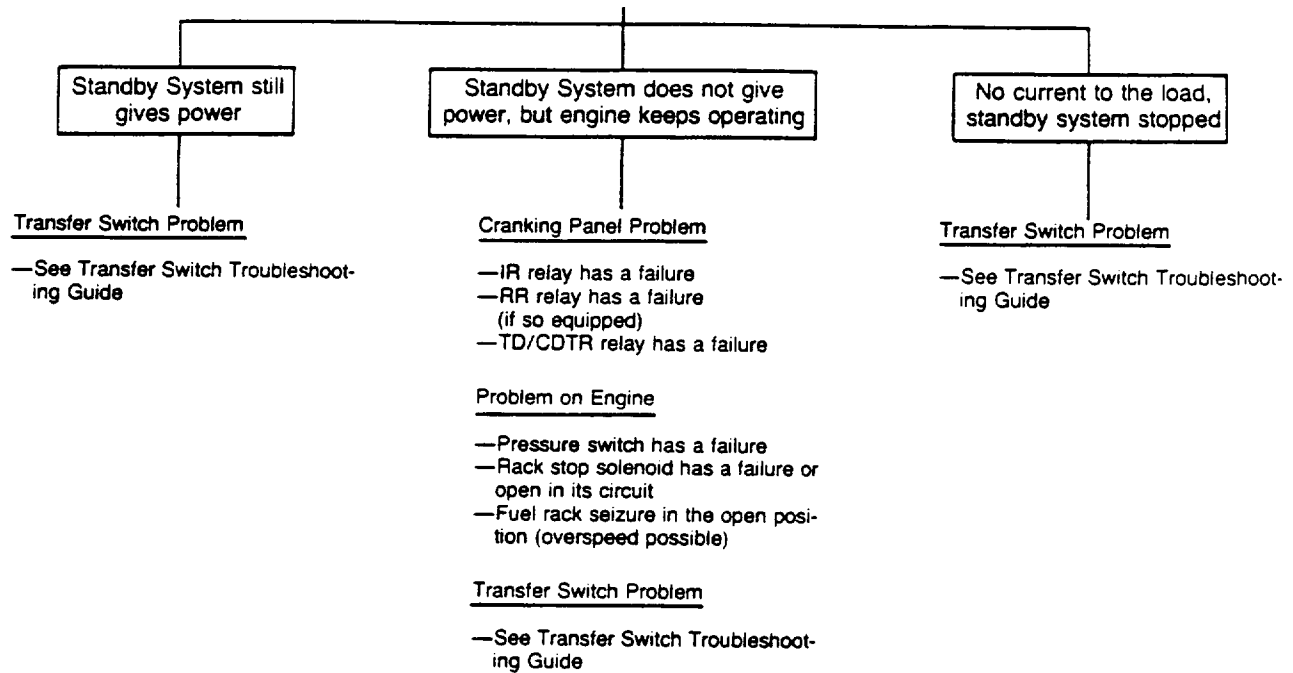 Standby System still
gives power
Transfer Switch Problem
—See Transfer Switch Troubleshoot-
ing Guide
Standby System does not give
power, but engine keeps operating
Cranking Panel Problem
—IR relay has a failure
—RR relay has a failure
(if so equipped)
—TD/CDTR relay has a failure
Problem on Engine
—Pressure switch has a failure
—Rack stop solenoid has a failure or
open in its circuit
—Fuel rack seizure in the open posi-
tion (overspeed possible)
Transfer Switch Problem
—See Transfer Switch Troubleshoot-
ing Guide
No current to the load,
standby system stopped
Transfer Switch Problem
—See Transfer Switch Troubleshoot-
ing Guide